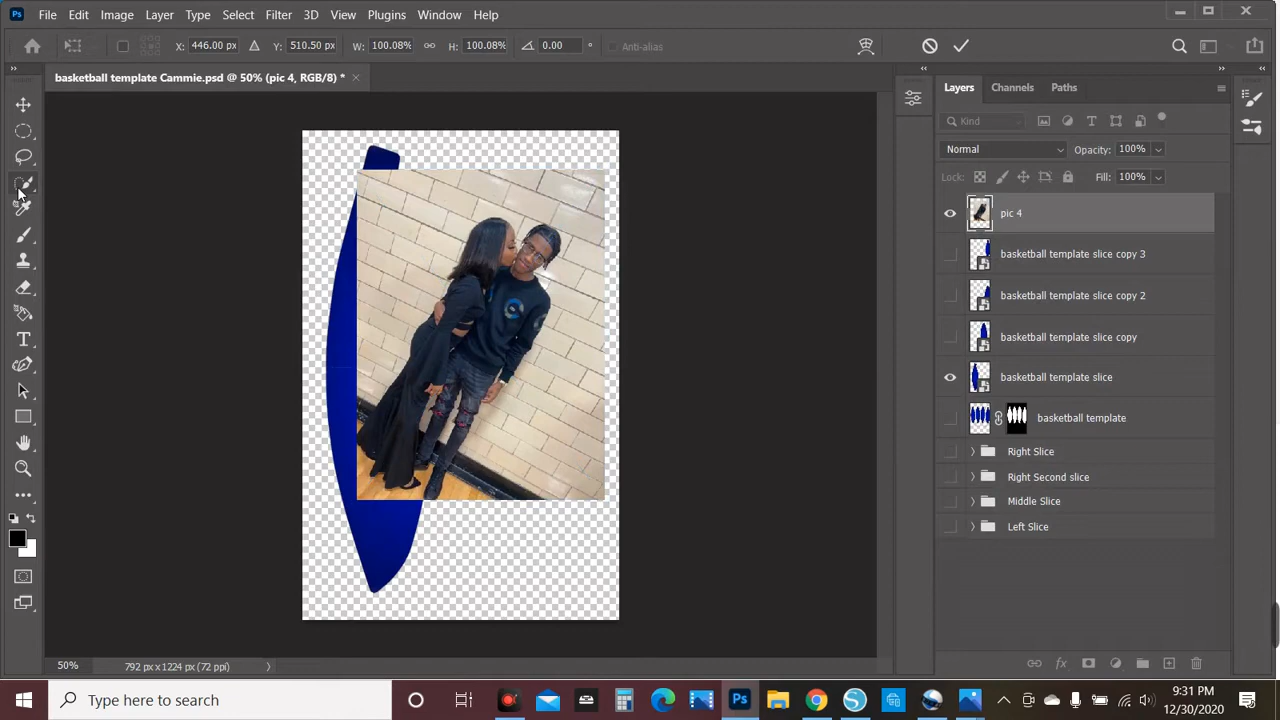 Ps File Edit Image Layer Type Select Filter 3D View Plugins Window Help
X: 446.00 px Y: 510.50 px W: 100.08% H: 100.08% 0.00 ° Anti-alias
basketball template Cammie.psd @ 50% (pic 4, RGB/8) *
Layers Channels Paths
Kind
Normal Opacity: 100%
Lock: Fill: 100%
pic 4
basketball template slice copy 3
basketball template slice copy 2
basketball template slice copy
basketball template slice
basketball template
Right Slice
Right Second slice
Middle Slice
Left Slice
50% 792 px x 1224 px (72 ppi)
Type here to search
Ps
9:31 PM
12/30/2020